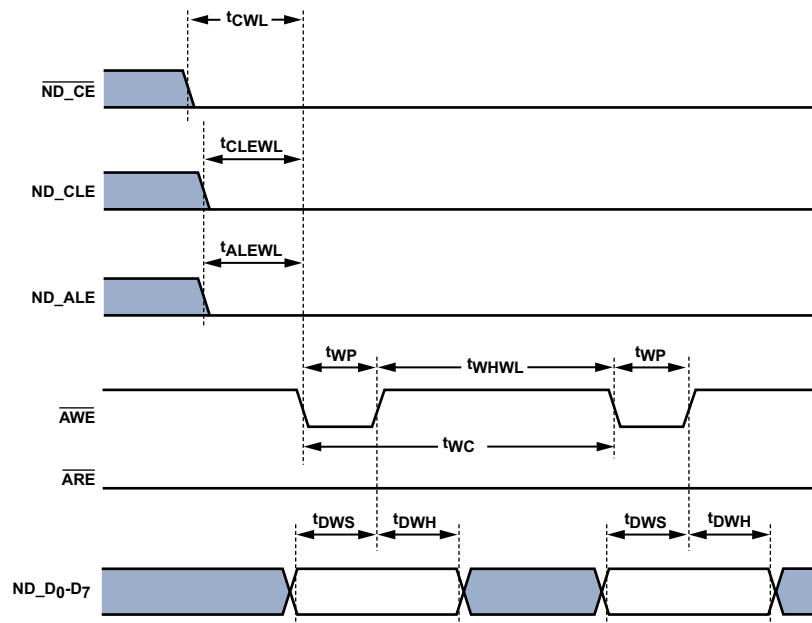 tCWL
ND_CE
tCLEWL
ND_CLE
tALEWL
ND_ALE
tWP tWHWL tWP
AWE
tWC
ARE
tDWS tDWH tDWS tDWH
ND_D0-D7